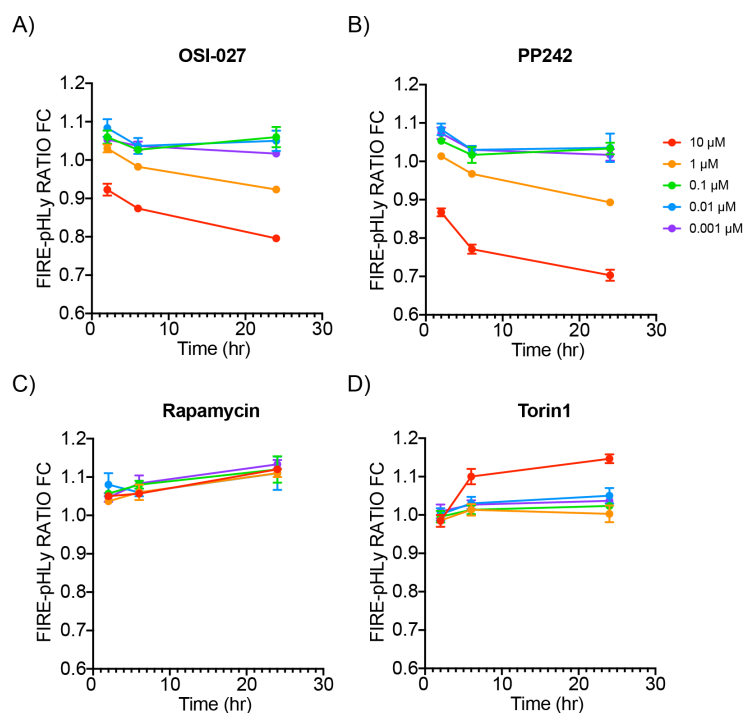 A)
B)
OSI-027
PP242
FIRE-pHLy RATIO FC
1.2
1.1
1.0
0.9
0.8
0.7
0.6
0
10
20
30
Time (hr)
FIRE-pHLy RATIO FC
1.2
1.1
1.0
0.9
0.8
0.7
0.6
0
10
20
30
Time (hr)
10 µM
1 µM
0.1 µM
0.01 µM
0.001 µM
C)
D)
Rapamycin
Torin1
FIRE-pHLy RATIO FC
1.2
1.1
1.0
0.9
0.8
0.7
0.6
0
10
20
30
Time (hr)
FIRE-pHLy RATIO FC
1.2
1.1
1.0
0.9
0.8
0.7
0.6
0
10
20
30
Time (hr)